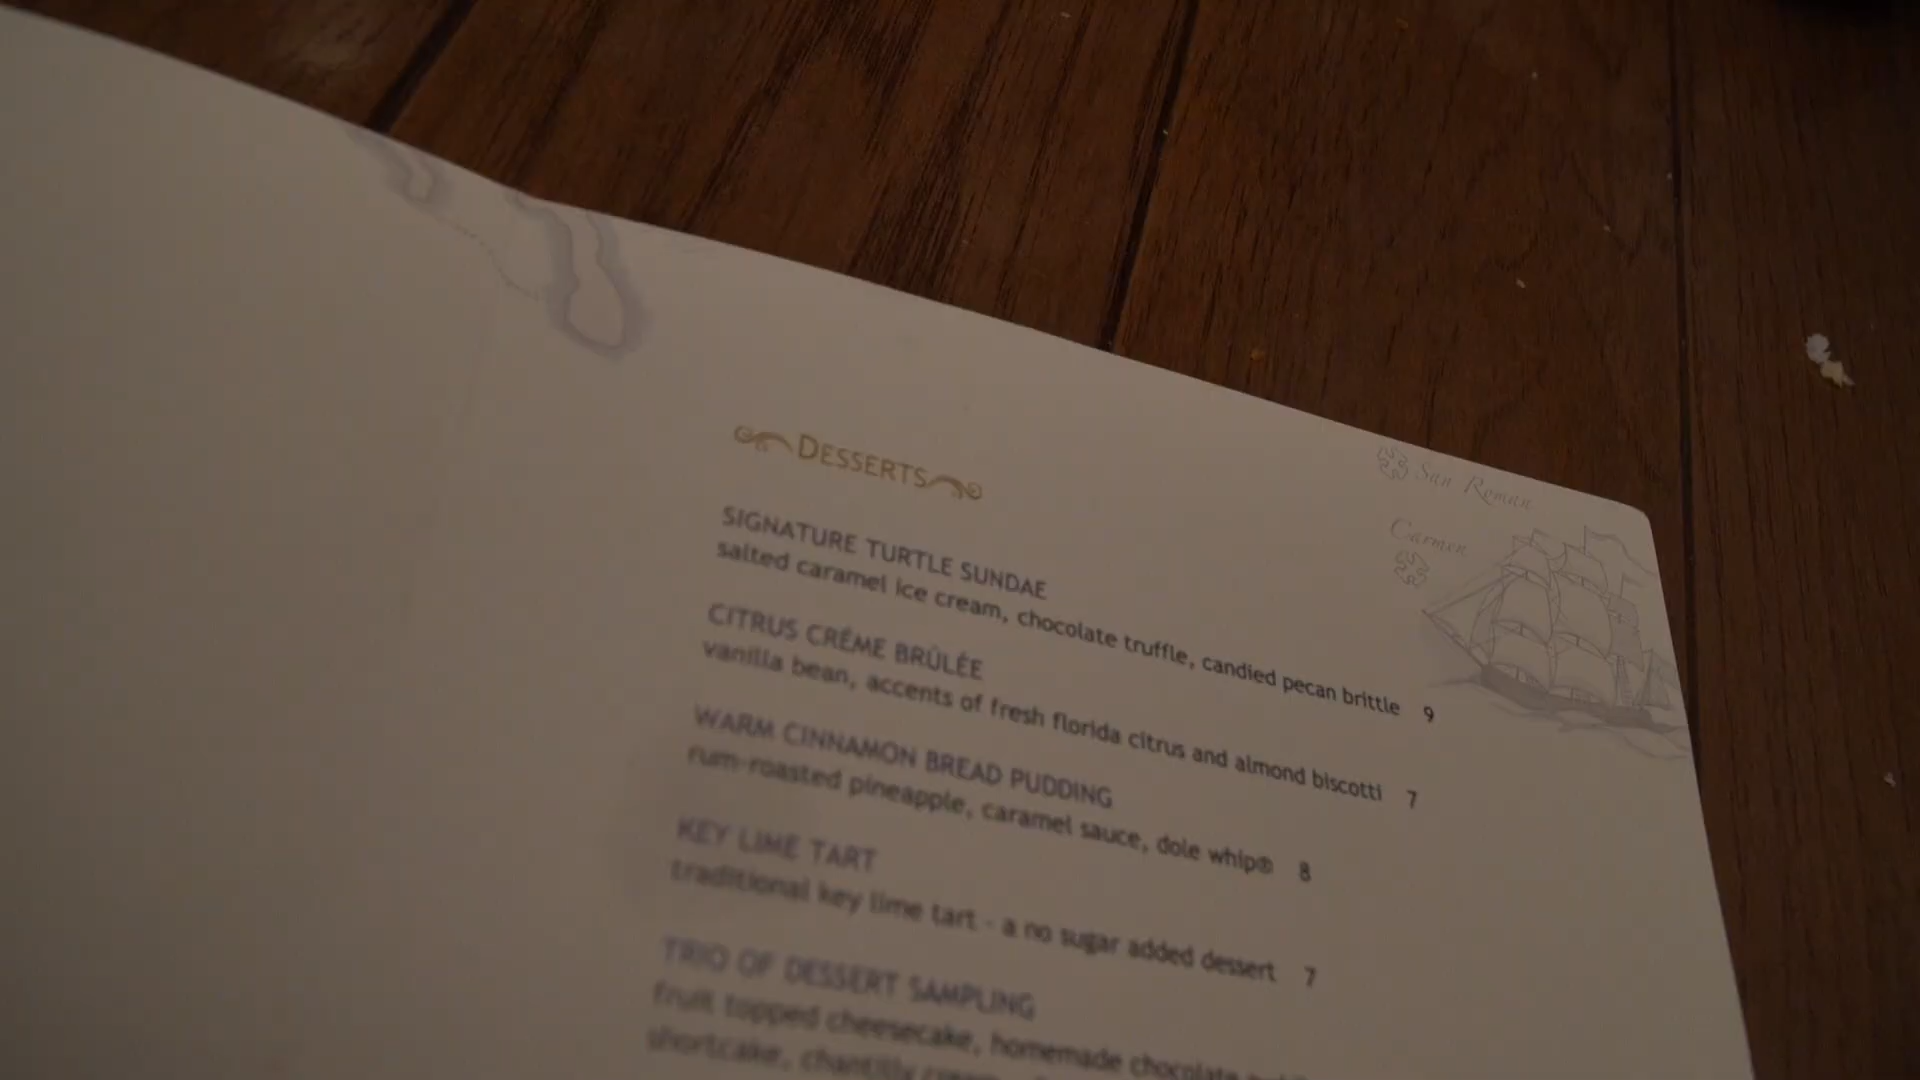 DESSERTS
San Roman
Carmen
SIGNATURE TURTLE SUNDAE
salted caramel ice cream, chocolate truffle, candied pecan brittle 9
CITRUS CRÉME BRÛLÉE
vanilla bean, accents of fresh florida citrus and almond biscotti 7
WARM CINNAMON BREAD PUDDING
rum-roasted pineapple, caramel sauce, dole whip® 8
KEY LIME TART
traditional key lime tart - a no sugar added dessert 7
TRIO OF DESSERT SAMPLING
fruit topped cheesecake, homemade chocolate
shortcake, chantilly